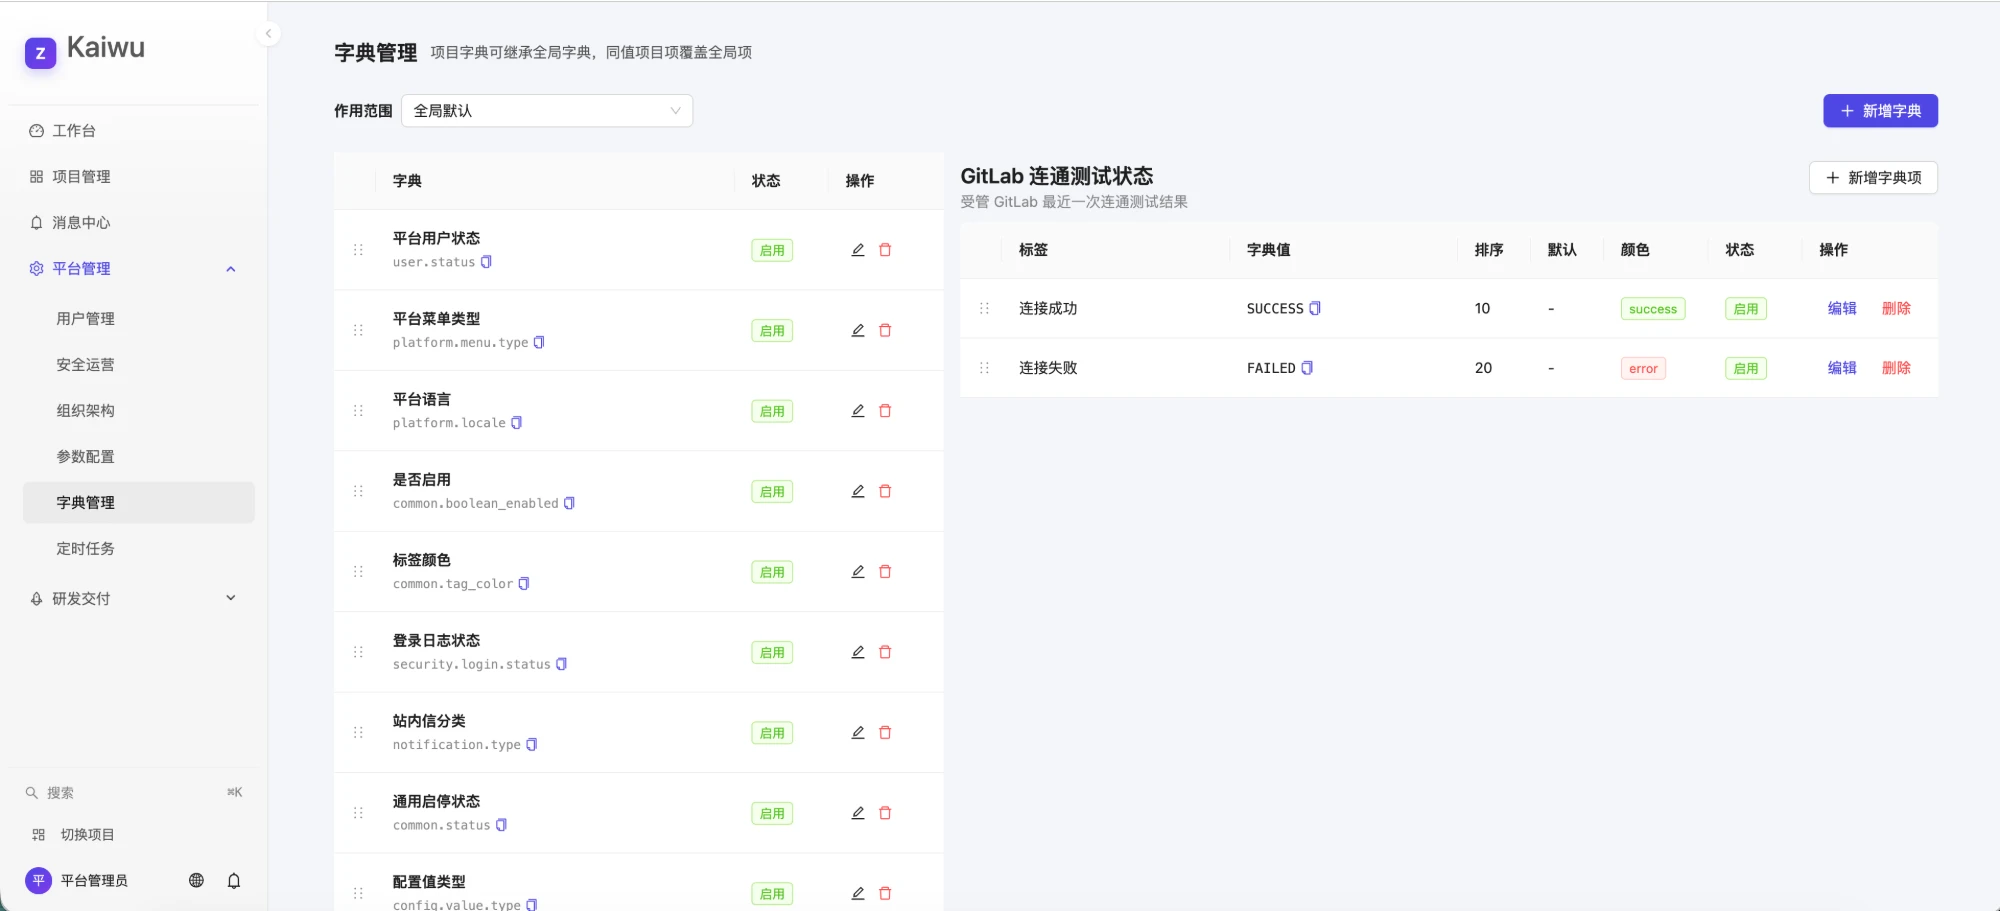 Z Kaiwu
工作台
项目管理
消息中心
平台管理
用户管理
安全运营
组织架构
参数配置
字典管理
定时任务
研发交付
搜索 ⌘K
切换项目
平 平台管理员
字典管理 项目字典可继承全局字典，同值项目项覆盖全局项
作用范围 全局默认
新增字典
字典 状态 操作
平台用户状态
user.status
启用
平台菜单类型
platform.menu.type
启用
平台语言
platform.locale
启用
是否启用
common.boolean_enabled
启用
标签颜色
common.tag_color
启用
登录日志状态
security.login.status
启用
站内信分类
notification.type
启用
通用启停状态
common.status
启用
配置值类型
config.value.type
启用
GitLab 连通测试状态
受管 GitLab 最近一次连通测试结果
新增字典项
标签 字典值 排序 默认 颜色 状态 操作
连接成功 SUCCESS 10 - success 启用 编辑 删除
连接失败 FAILED 20 - error 启用 编辑 删除